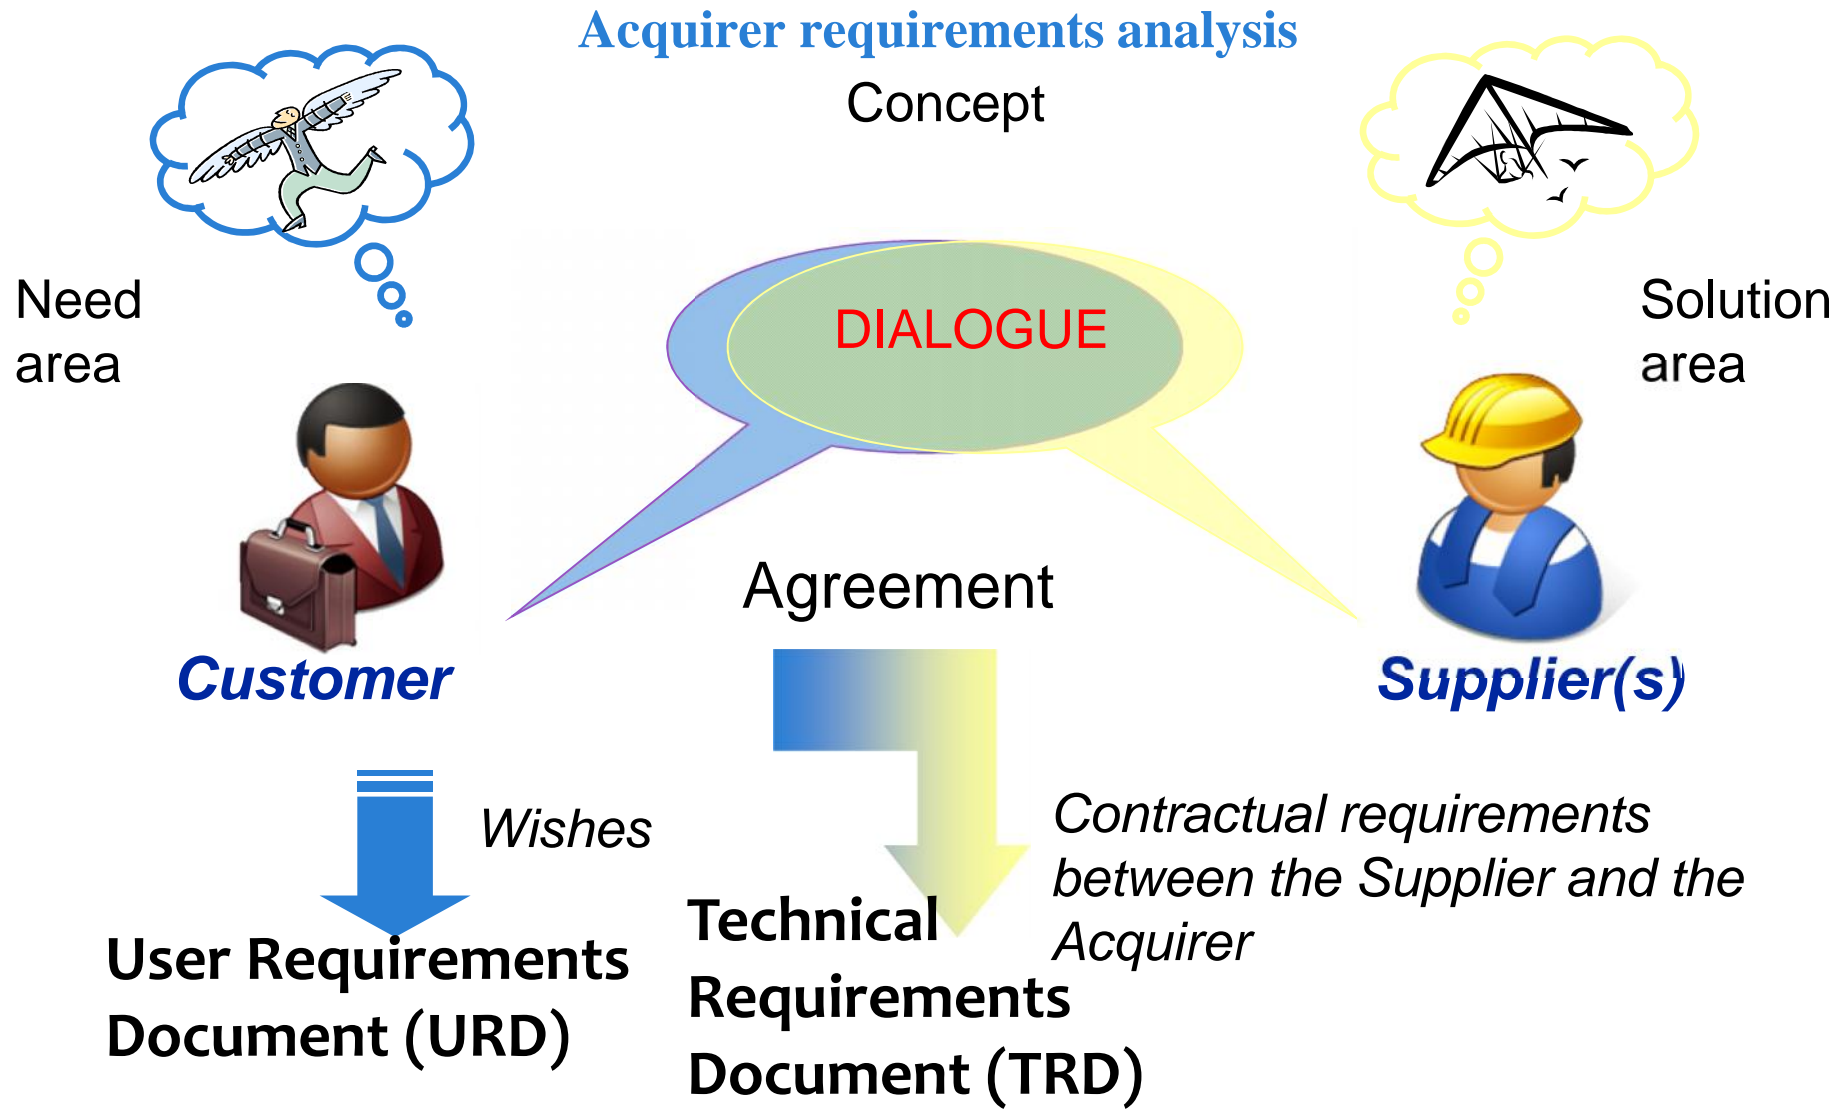 Acquirer requirements analysis
Concept
Need
area
DIALOGUE
Solution
area
Agreement
Customer
Supplier(s)
Wishes
Contractual requirements
between the Supplier and the
Acquirer
User Requirements
Document (URD)
Technical
Requirements
Document (TRD)